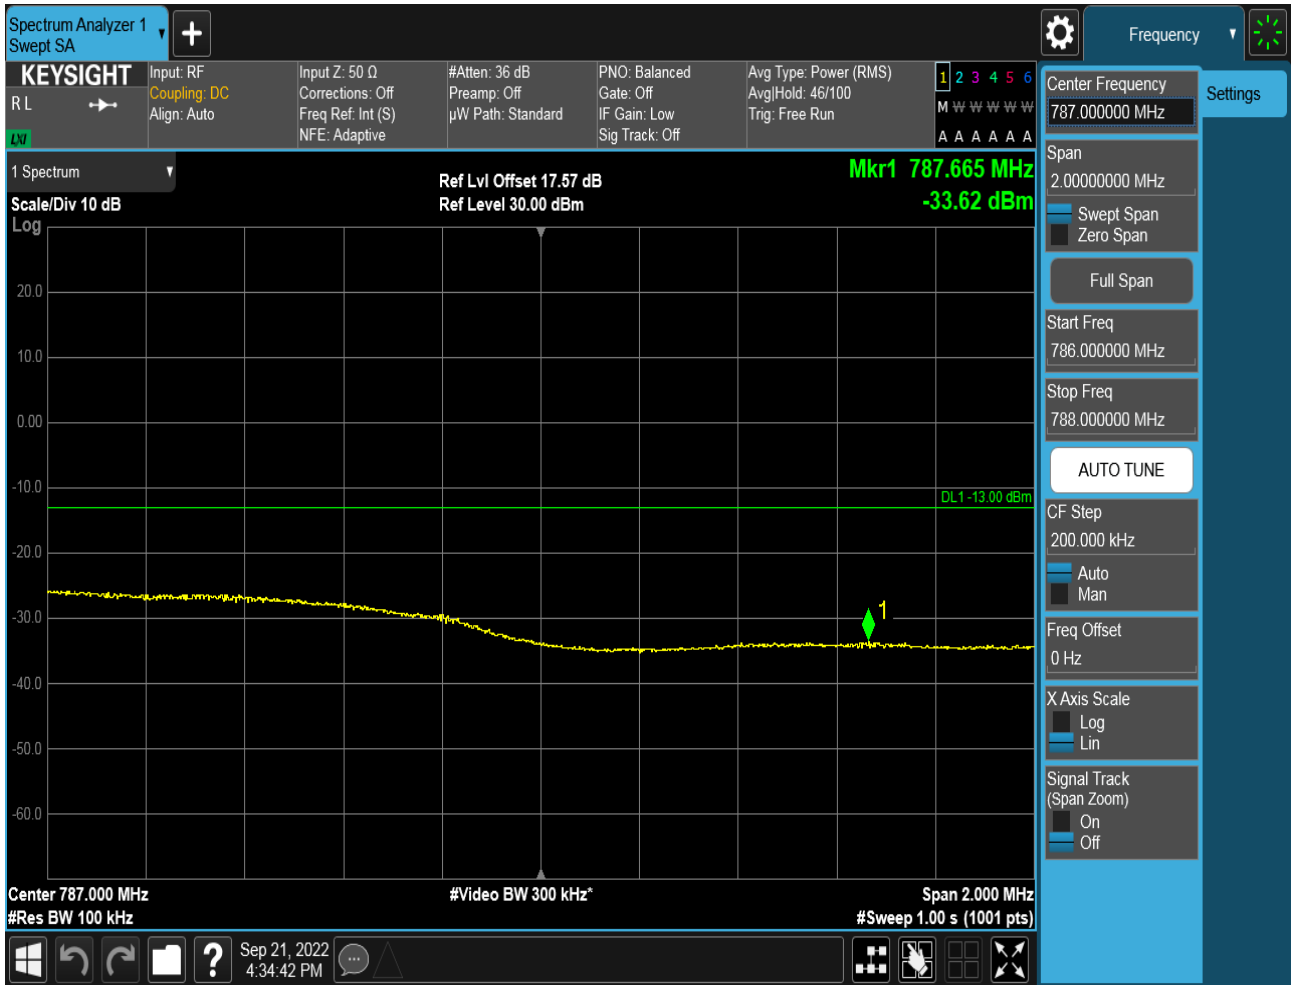 Spectrum Analyzer 1
Swept SA
Frequency
KEYSIGHT
R L
LXI
Input: RF
Coupling: DC
Align: Auto
Input Z: 50 Ω
Corrections: Off
Freq Ref: Int (S)
NFE: Adaptive
#Atten: 36 dB
Preamp: Off
µW Path: Standard
PNO: Balanced
Gate: Off
IF Gain: Low
Sig Track: Off
Avg Type: Power (RMS)
Avg|Hold: 46/100
Trig: Free Run
1 2 3 4 5 6
M W W W W W
A A A A A A
1 Spectrum
Scale/Div 10 dB
Log
Ref Lvl Offset 17.57 dB
Ref Level 30.00 dBm
Mkr1 787.665 MHz
-33.62 dBm
20.0
10.0
0.00
-10.0
DL1 -13.00 dBm
-20.0
-30.0
1
-40.0
-50.0
-60.0
Center 787.000 MHz
#Video BW 300 kHz*
Span 2.000 MHz
#Res BW 100 kHz
#Sweep 1.00 s (1001 pts)
Sep 21, 2022
4:34:42 PM
?
Center Frequency
787.000000 MHz
Settings
Span
2.00000000 MHz
Swept Span
Zero Span
Full Span
Start Freq
786.000000 MHz
Stop Freq
788.000000 MHz
AUTO TUNE
CF Step
200.000 kHz
Auto
Man
Freq Offset
0 Hz
X Axis Scale
Log
Lin
Signal Track
(Span Zoom)
On
Off